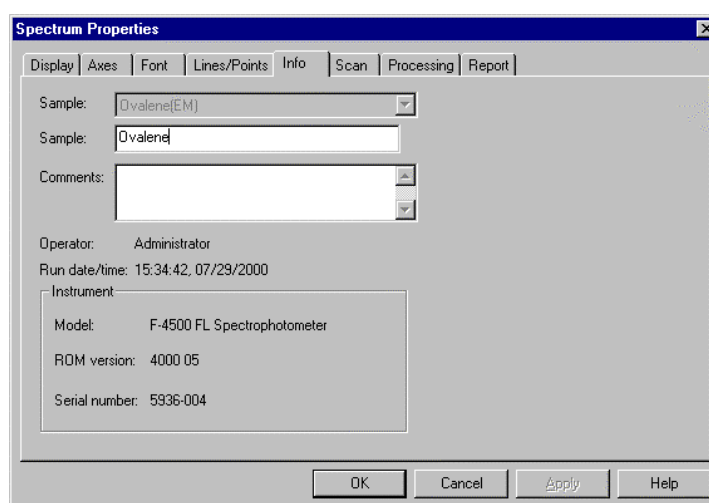 Spectrum Properties
Display Axes Font Lines/Points Info Scan Processing Report
Sample: Ovalene(EM)
Sample: Ovalene
Comments:
Operator: Administrator
Run date/time: 15:34:42, 07/29/2000
Instrument
Model: F-4500 FL Spectrophotometer
ROM version: 4000 05
Serial number: 5936-004
OK Cancel Apply Help